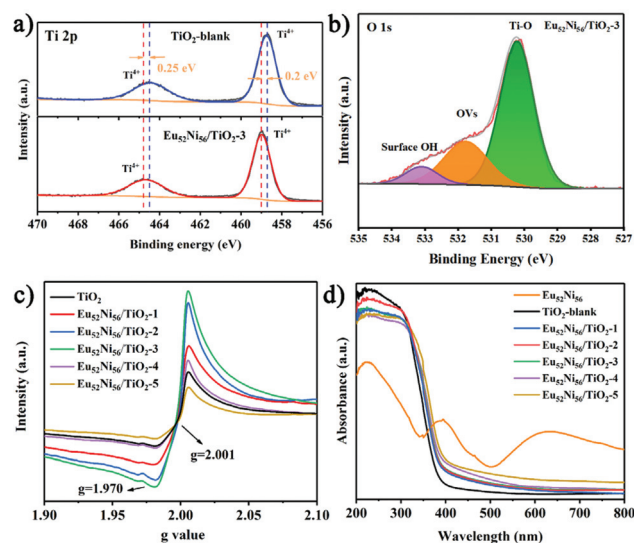 a)
Ti 2p
TiO₂-blank
Ti⁴⁺
Ti⁴⁺
0.25 eV
0.2 eV
Eu₅₂Ni₅₆/TiO₂-3
Ti⁴⁺
Ti⁴⁺
Intensity (a.u.)
470 468 466 464 462 460 458 456
Binding energy (eV)
b)
O 1s
Ti-O
Eu₅₂Ni₅₆/TiO₂-3
OVs
Surface OH
Intensity (a.u.)
535 534 533 532 531 530 529 528 527
Binding Energy (eV)
c)
TiO₂
Eu₅₂Ni₅₆/TiO₂-1
Eu₅₂Ni₅₆/TiO₂-2
Eu₅₂Ni₅₆/TiO₂-3
Eu₅₂Ni₅₆/TiO₂-4
Eu₅₂Ni₅₆/TiO₂-5
g=2.001
g=1.970
Intensity (a.u.)
1.90 1.95 2.00 2.05 2.10
g value
d)
Eu₅₂Ni₅₆
TiO₂-blank
Eu₅₂Ni₅₆/TiO₂-1
Eu₅₂Ni₅₆/TiO₂-2
Eu₅₂Ni₅₆/TiO₂-3
Eu₅₂Ni₅₆/TiO₂-4
Eu₅₂Ni₅₆/TiO₂-5
Absorbance (a.u.)
200 300 400 500 600 700 800
Wavelength (nm)